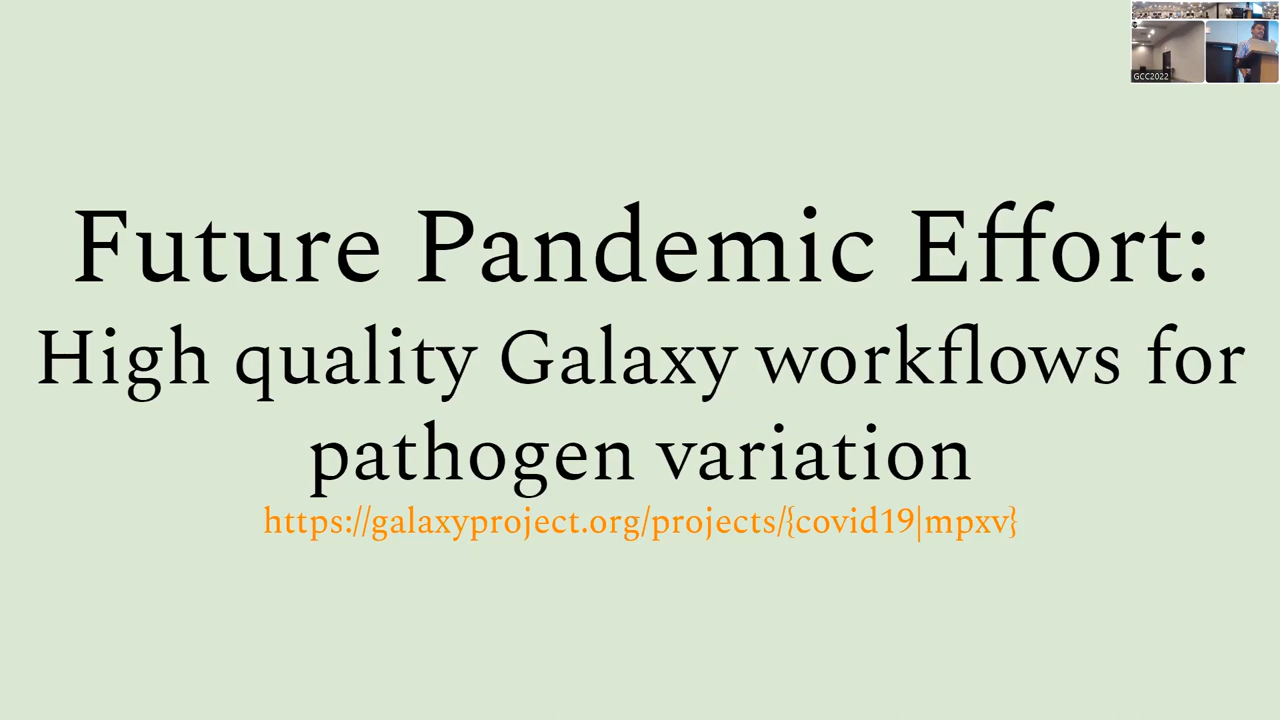 GCC2022
Future Pandemic Effort:
High quality Galaxy workflows for
pathogen variation
https://galaxyproject.org/projects/{covid19|mpxv}